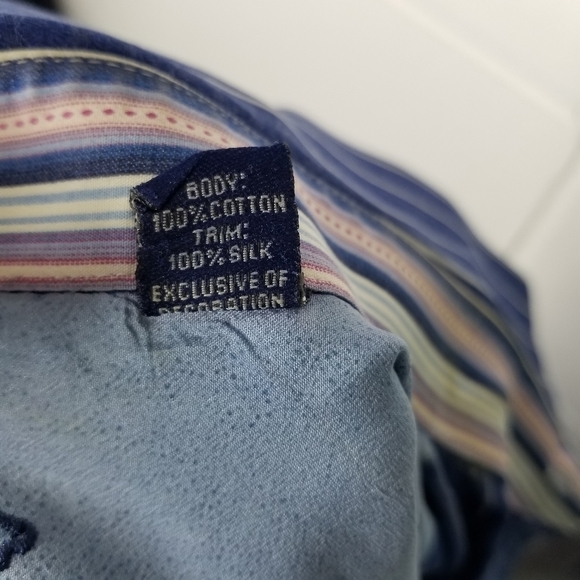 BODY:
100% COTTON
TRIM:
100% SILK
EXCLUSIVE OF
DECORATION